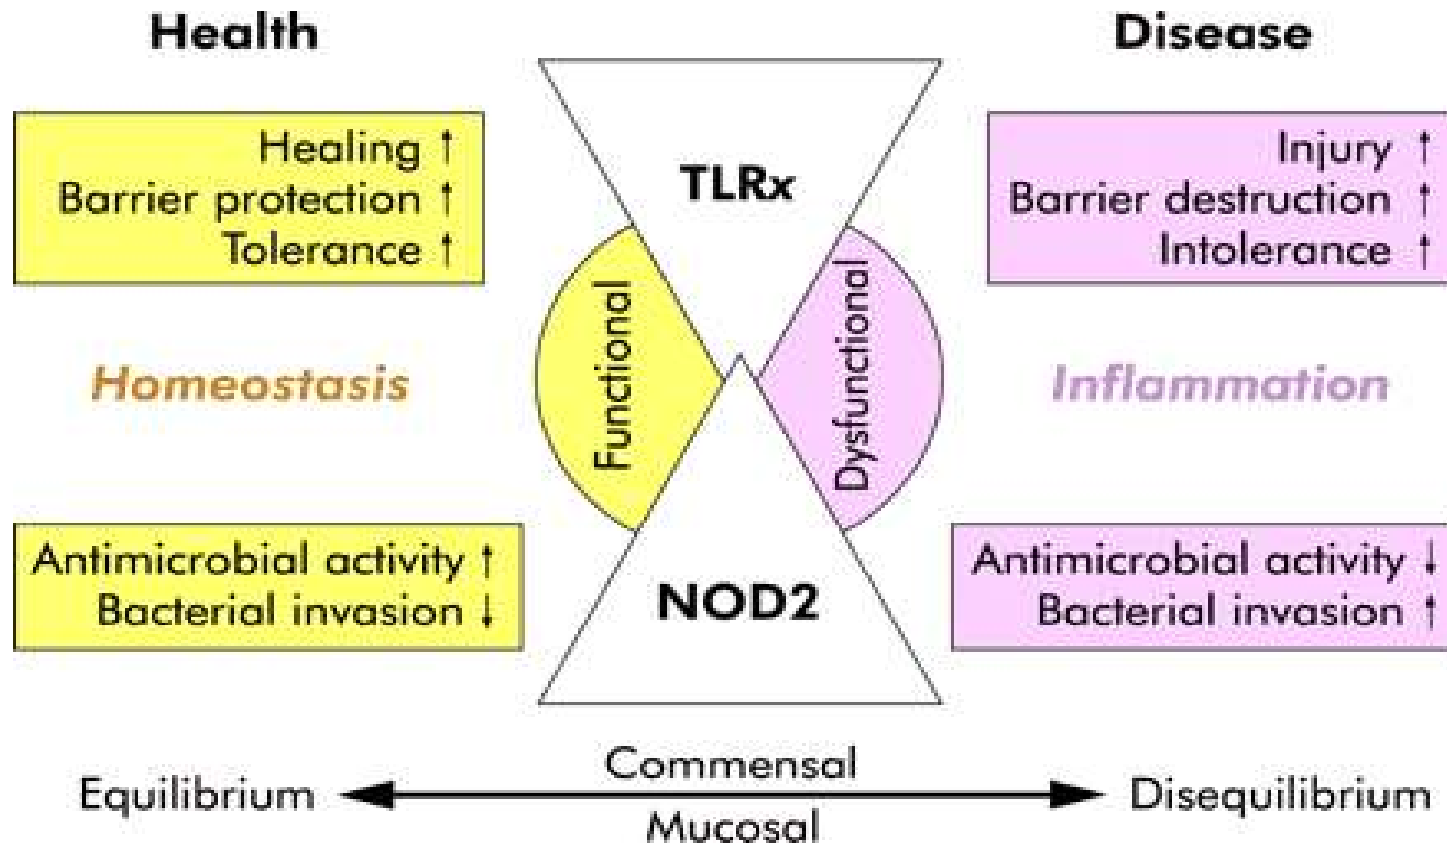 Health
Disease
Healing ↑
Barrier protection ↑
Tolerance ↑
TLRx
Injury ↑
Barrier destruction ↑
Intolerance ↑
Functional
Dysfunctional
Homeostasis
Inflammation
Antimicrobial activity ↑
Bacterial invasion ↓
NOD2
Antimicrobial activity ↓
Bacterial invasion ↑
Commensal
Equilibrium
Disequilibrium
Mucosal